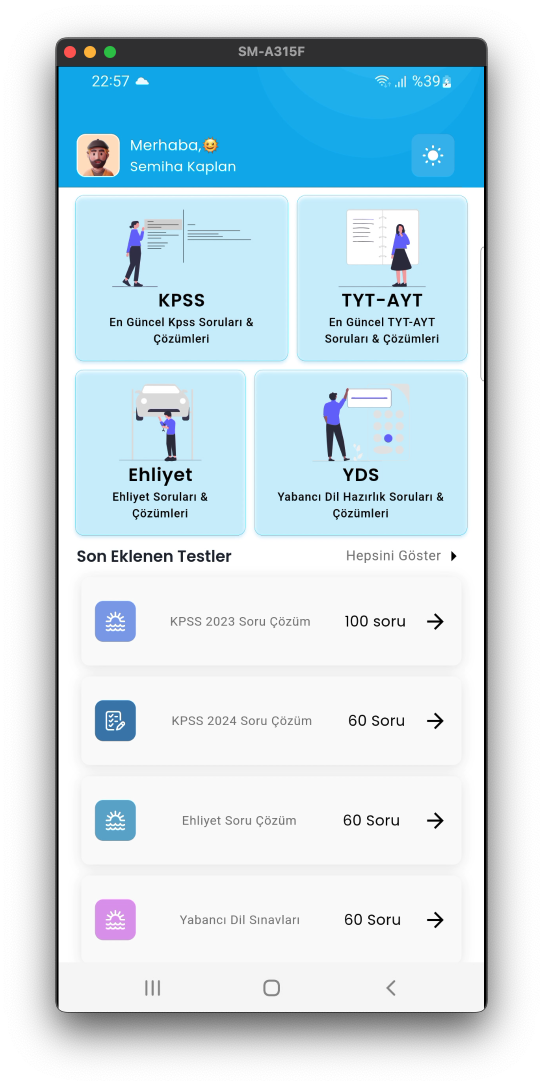 SM-A315F
22:57
%39
Merhaba,😉
Semiha Kaplan
KPSS
En Güncel Kpss Soruları &
Çözümleri
TYT-AYT
En Güncel TYT-AYT
Soruları & Çözümleri
Ehliyet
Ehliyet Soruları &
Çözümleri
YDS
Yabancı Dil Hazırlık Soruları &
Çözümleri
Son Eklenen Testler
Hepsini Göster
KPSS 2023 Soru Çözüm
100 soru
KPSS 2024 Soru Çözüm
60 Soru
Ehliyet Soru Çözüm
60 Soru
Yabancı Dil Sınavları
60 Soru